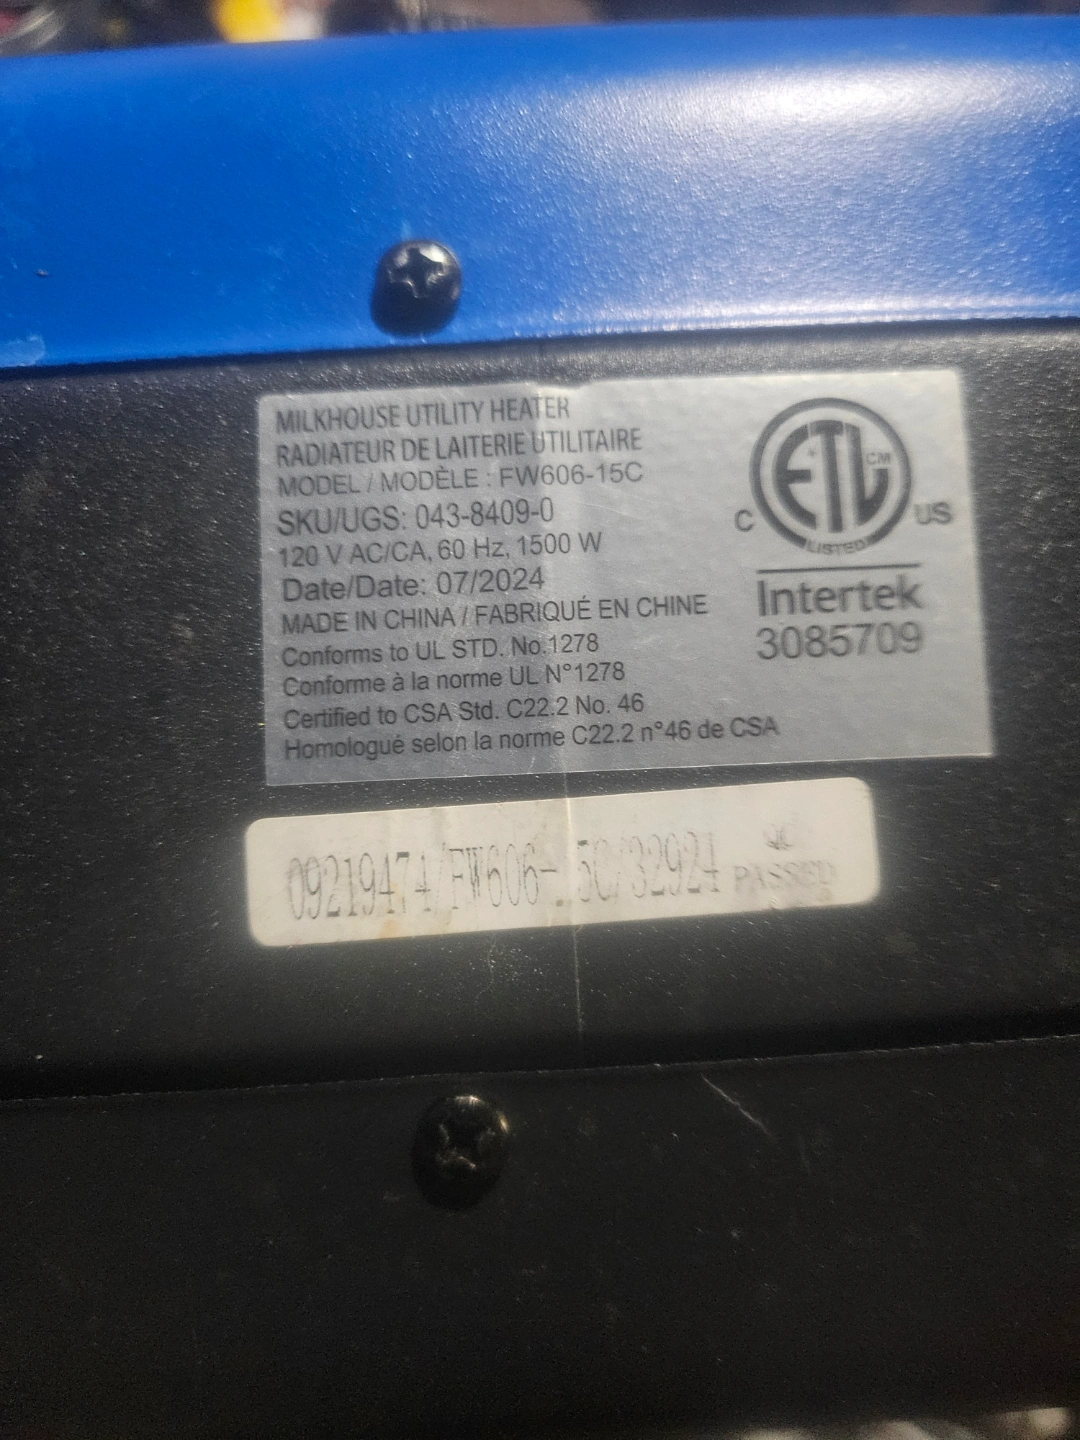 MILKHOUSE UTILITY HEATER
RADIATEUR DE LAITERIE UTILITAIRE
MODEL / MODÈLE : FW606-15C
SKU/UGS: 043-8409-0
120 V AC/CA, 60 Hz, 1500 W
Date/Date: 07/2024
MADE IN CHINA / FABRIQUÉ EN CHINE
Conforms to UL STD. No.1278
Conforme à la norme UL N°1278
Certified to CSA Std. C22.2 No. 46
Homologué selon la norme C22.2 n°46 de CSA
ETL CM
C US
LISTED
Intertek
3085709
PASSED